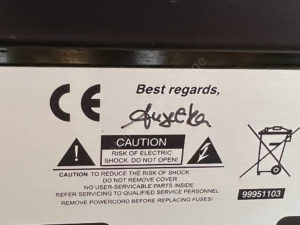 CE
Best regards,
CAUTION
RISK OF ELECTRIC
SHOCK, DO NOT OPEN!
CAUTION TO REDUCE THE RISK OF SHOCK
DO NOT REMOVE COVER
NO USER-SERVICABLE PARTS INSIDE
REFER SERVICING TO QUALIFIED SERVICE PERSONNEL
REMOVE POWERCORD BEFORE REPLACING FUSES!
99951103